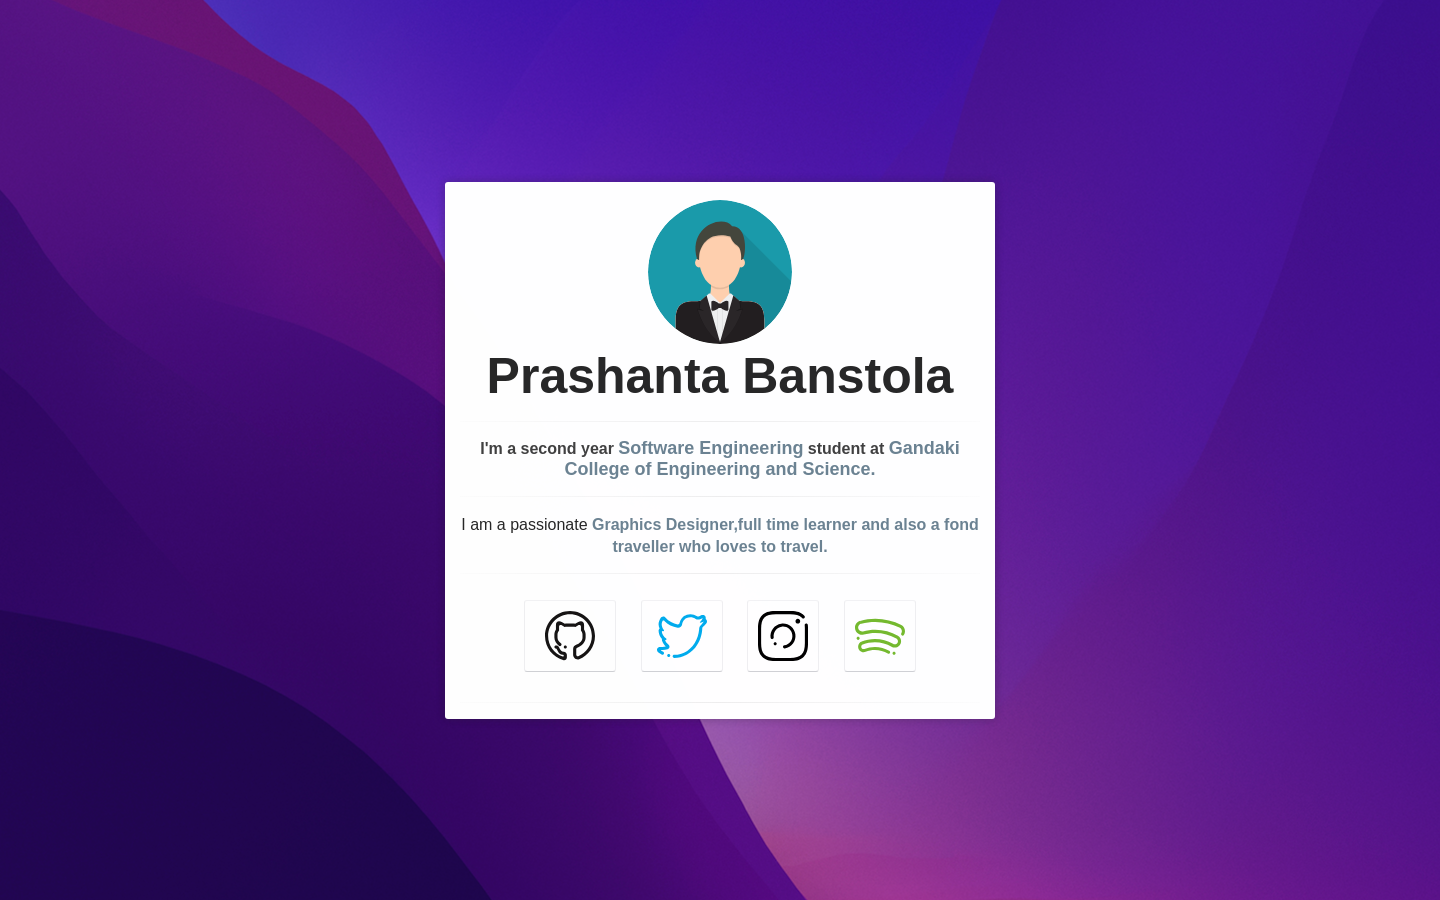 Prashanta Banstola
I'm a second year Software Engineering student at Gandaki
College of Engineering and Science.
I am a passionate Graphics Designer,full time learner and also a fond
traveller who loves to travel.